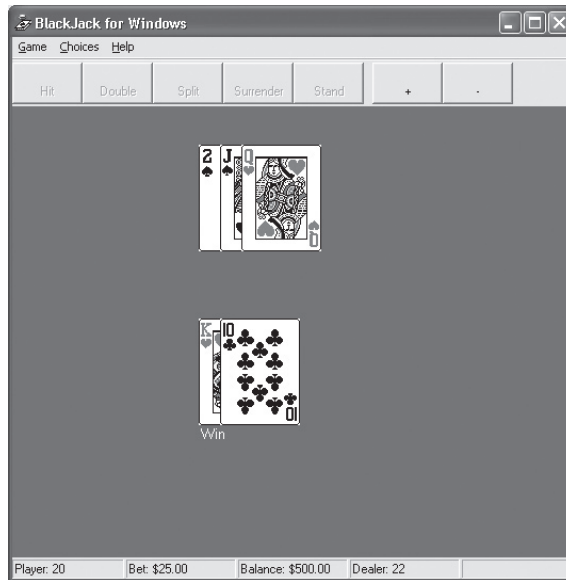 BlackJack for Windows
Game Choices Help
Hit Double Split Surrender Stand + -
2 J Q
Q
K 10
10
Win
Player: 20 Bet: $25.00 Balance: $500.00 Dealer: 22